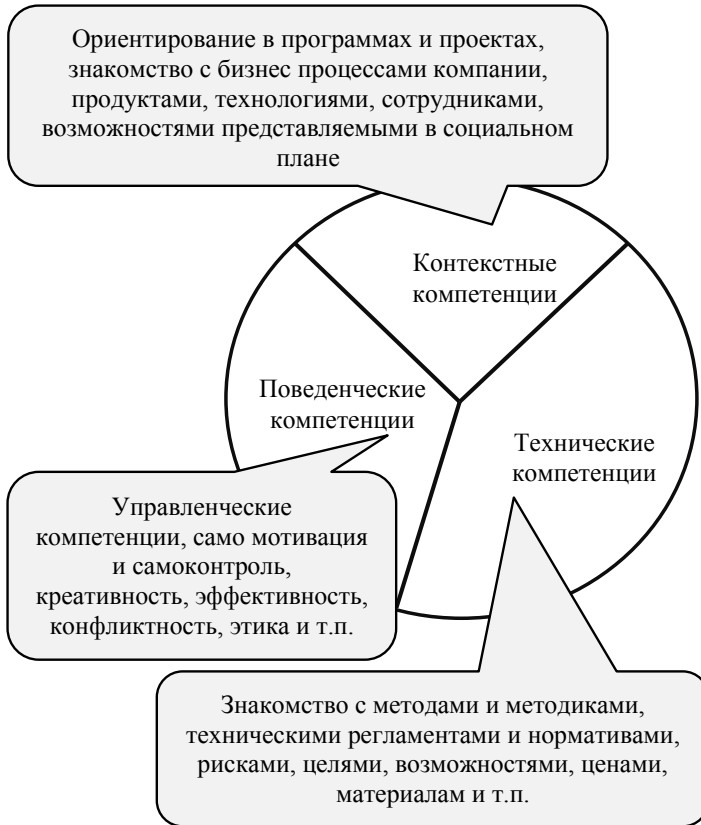 Ориентирование в программах и проектах,
знакомство с бизнес процессами компании,
продуктами, технологиями, сотрудниками,
возможностями представляемыми в социальном
плане
Контекстные
компетенции
Поведенческие
компетенции
Технические
компетенции
Управленческие
компетенции, само мотивация
и самоконтроль,
креативность, эффективность,
конфликтность, этика и т.п.
Знакомство с методами и методиками,
техническими регламентами и нормативами,
рисками, целями, возможностями, ценами,
материалам и т.п.